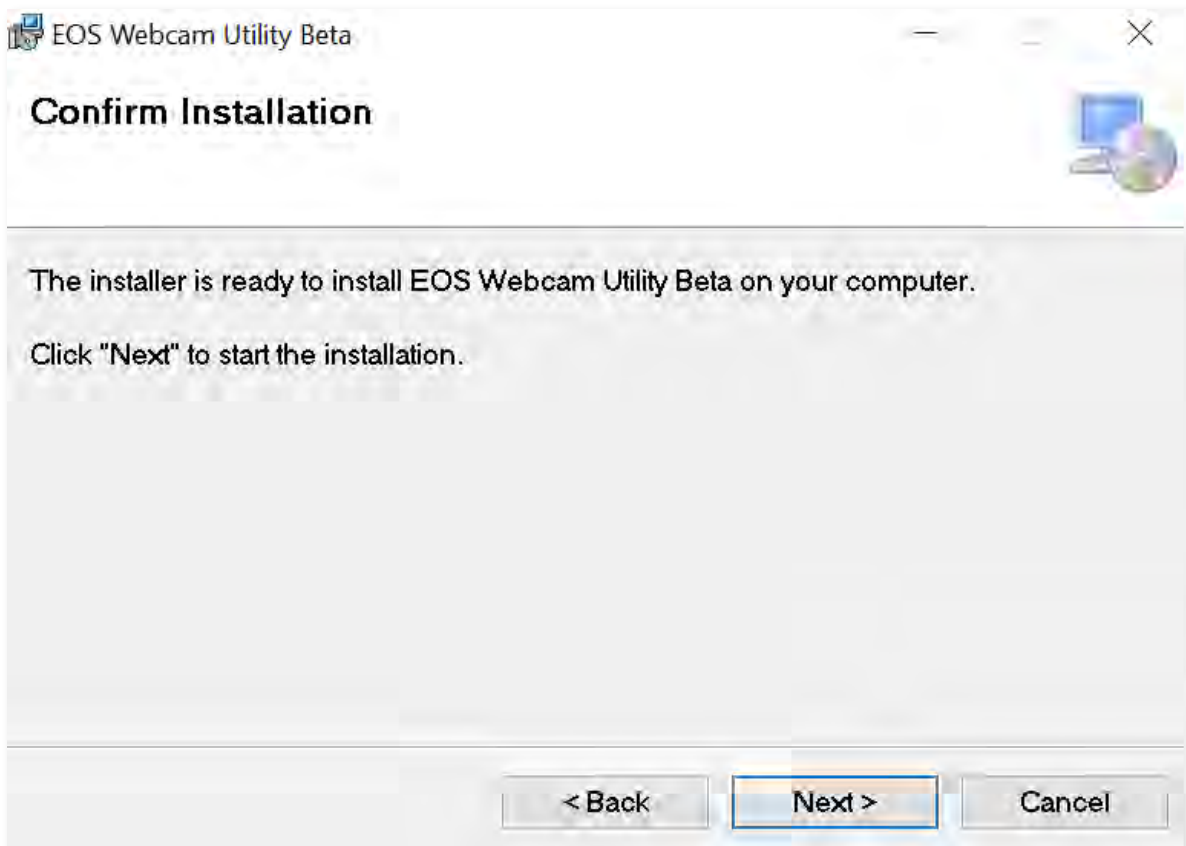 EOS Webcam Utility Beta
Confirm Installation
The installer is ready to install EOS Webcam Utility Beta on your computer.
Click "Next" to start the installation.
< Back
Next >
Cancel